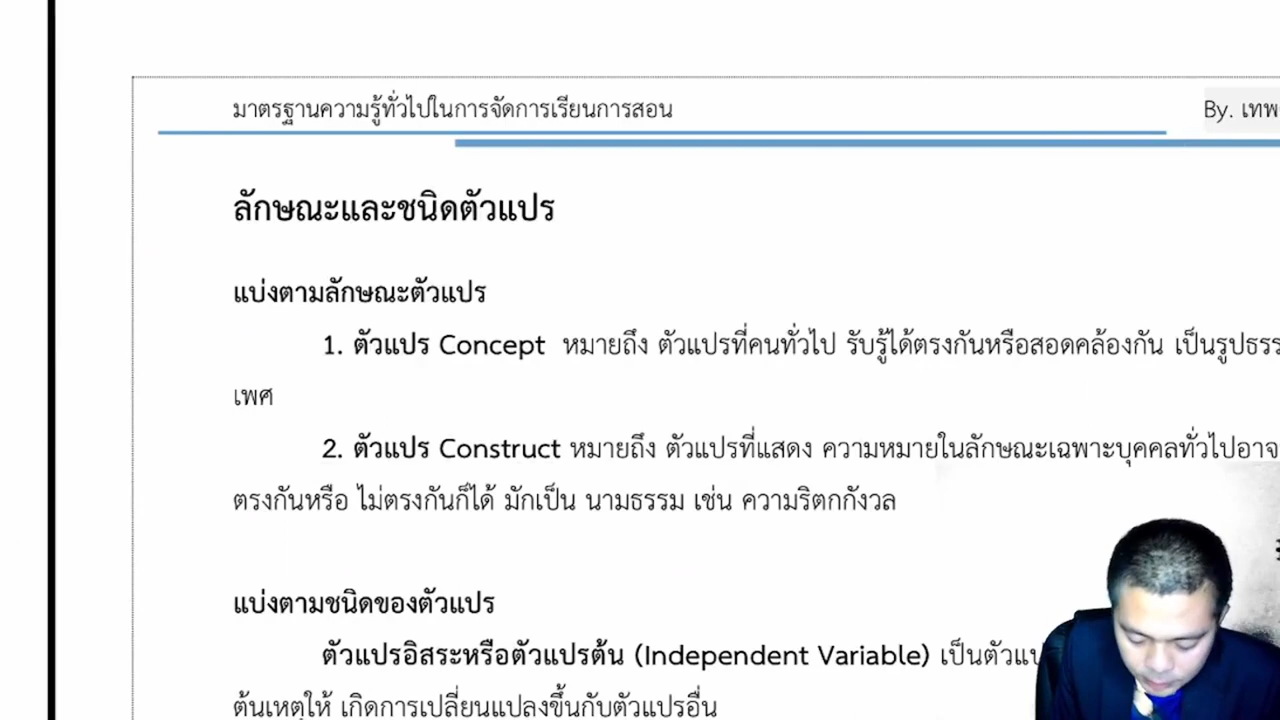 มาตรฐานความรู้ทั่วไปในการจัดการเรียนการสอน By. เทพ
ลักษณะและชนิดตัวแปร
แบ่งตามลักษณะตัวแปร
1. ตัวแปร Concept หมายถึง ตัวแปรที่คนทั่วไป รับรู้ได้ตรงกันหรือสอดคล้องกัน เป็นรูปธรร
เพศ
2. ตัวแปร Construct หมายถึง ตัวแปรที่แสดง ความหมายในลักษณะเฉพาะบุคคลทั่วไปอาจ
ตรงกันหรือ ไม่ตรงกันก็ได้ มักเป็น นามธรรม เช่น ความริตกกังวล
แบ่งตามชนิดของตัวแปร
ตัวแปรอิสระหรือตัวแปรต้น (Independent Variable) เป็นตัวแป
ต้นเหตุให้ เกิดการเปลี่ยนแปลงขึ้นกับตัวแปรอื่น